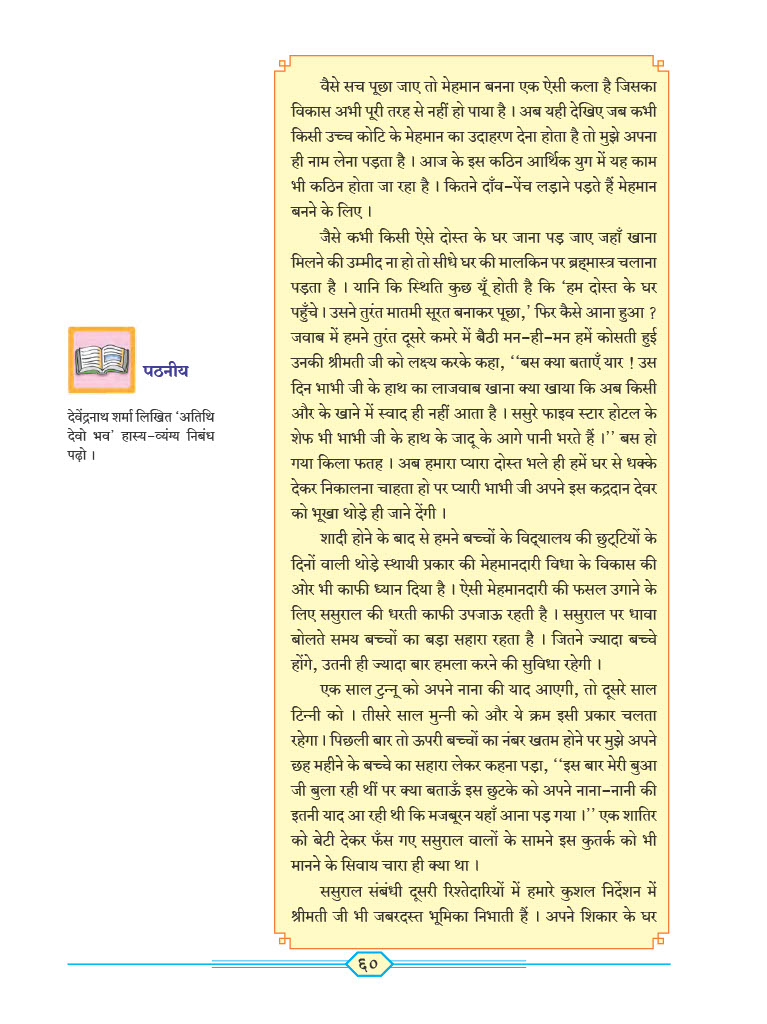 वैसे सच पूछा जाए तो मेहमान बनना एक ऐसी कला है जिसका
विकास अभी पूरी तरह से नहीं हो पाया है । अब यही देखिए जब कभी
किसी उच्च कोटि के मेहमान का उदाहरण देना होता है तो मुझे अपना
ही नाम लेना पड़ता है । आज के इस कठिन आर्थिक युग में यह काम
भी कठिन होता जा रहा है । कितने दाँव-पेंच लड़ाने पड़ते हैं मेहमान
बनने के लिए ।
जैसे कभी किसी ऐसे दोस्त के घर जाना पड़ जाए जहाँ खाना
मिलने की उम्मीद ना हो तो सीधे घर की मालकिन पर ब्रह्मास्त्र चलाना
पड़ता है । यानि कि स्थिति कुछ यूँ होती है कि ‘हम दोस्त के घर
पहुँचे । उसने तुरंत मातमी सूरत बनाकर पूछा,’ फिर कैसे आना हुआ ?
जवाब में हमने तुरंत दूसरे कमरे में बैठी मन-ही-मन हमें कोसती हुई
उनकी श्रीमती जी को लक्ष्य करके कहा, ‘‘बस क्या बताएँ यार ! उस
दिन भाभी जी के हाथ का लाजवाब खाना क्या खाया कि अब किसी
और के खाने में स्वाद ही नहीं आता है । ससुरे फाइव स्टार होटल के
शेफ भी भाभी जी के हाथ के जादू के आगे पानी भरते हैं ।’’ बस हो
गया किला फतह । अब हमारा प्यारा दोस्त भले ही हमें घर से धक्के
देकर निकालना चाहता हो पर प्यारी भाभी जी अपने इस कद्रदान देवर
को भूखा थोड़े ही जाने देंगी ।
शादी होने के बाद से हमने बच्चों के विद्यालय की छुट्टियों के
दिनों वाली थोड़े स्थायी प्रकार की मेहमानदारी विधा के विकास की
ओर भी काफी ध्यान दिया है । ऐसी मेहमानदारी की फसल उगाने के
लिए ससुराल की धरती काफी उपजाऊ रहती है । ससुराल पर धावा
बोलते समय बच्चों का बड़ा सहारा रहता है । जितने ज्यादा बच्चे
होंगे, उतनी ही ज्यादा बार हमला करने की सुविधा रहेगी ।
एक साल टुन्नू को अपने नाना की याद आएगी, तो दूसरे साल
टिन्नी को । तीसरे साल मुन्नी को और ये क्रम इसी प्रकार चलता
रहेगा । पिछली बार तो ऊपरी बच्चों का नंबर खतम होने पर मुझे अपने
छह महीने के बच्चे का सहारा लेकर कहना पड़ा, ‘‘इस बार मेरी बुआ
जी बुला रही थीं पर क्या बताऊँ इस छुटके को अपने नाना-नानी की
इतनी याद आ रही थी कि मजबूरन यहाँ आना पड़ गया ।’’ एक शातिर
को बेटी देकर फँस गए ससुराल वालों के सामने इस कुतर्क को भी
मानने के सिवाय चारा ही क्या था ।
ससुराल संबंधी दूसरी रिश्तेदारियों में हमारे कुशल निर्देशन में
श्रीमती जी भी जबरदस्त भूमिका निभाती हैं । अपने शिकार के घर
पठनीय
देवेंद्रनाथ शर्मा लिखित ‘अतिथि
देवो भव’ हास्य-व्यंग्य निबंध
पढ़ो ।
६०